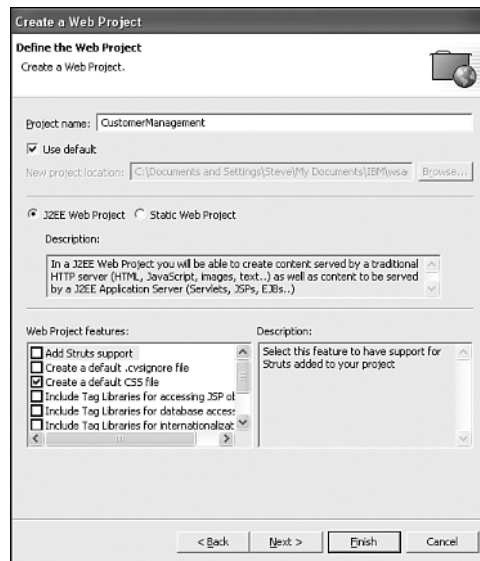 Create a Web Project
Define the Web Project
Create a Web Project.
Project name: CustomerManagement
Use default
New project location: C:\Documents and Settings\Steve\My Documents\IBM\wsa Browse...
J2EE Web Project Static Web Project
Description:
In a J2EE Web Project you will be able to create content served by a traditional
HTTP server (HTML, JavaScript, images, text..) as well as content to be served
by a J2EE Application Server (Servlets, JSPs, EJBs..)
Web Project features: Description:
Add Struts support
Create a default .cvsignore file
Create a default CSS file
Include Tag Libraries for accessing JSP ob
Include Tag Libraries for database access
Include Tag Libraries for internationalizat
Select this feature to have support for
Struts added to your project
< Back Next > Finish Cancel